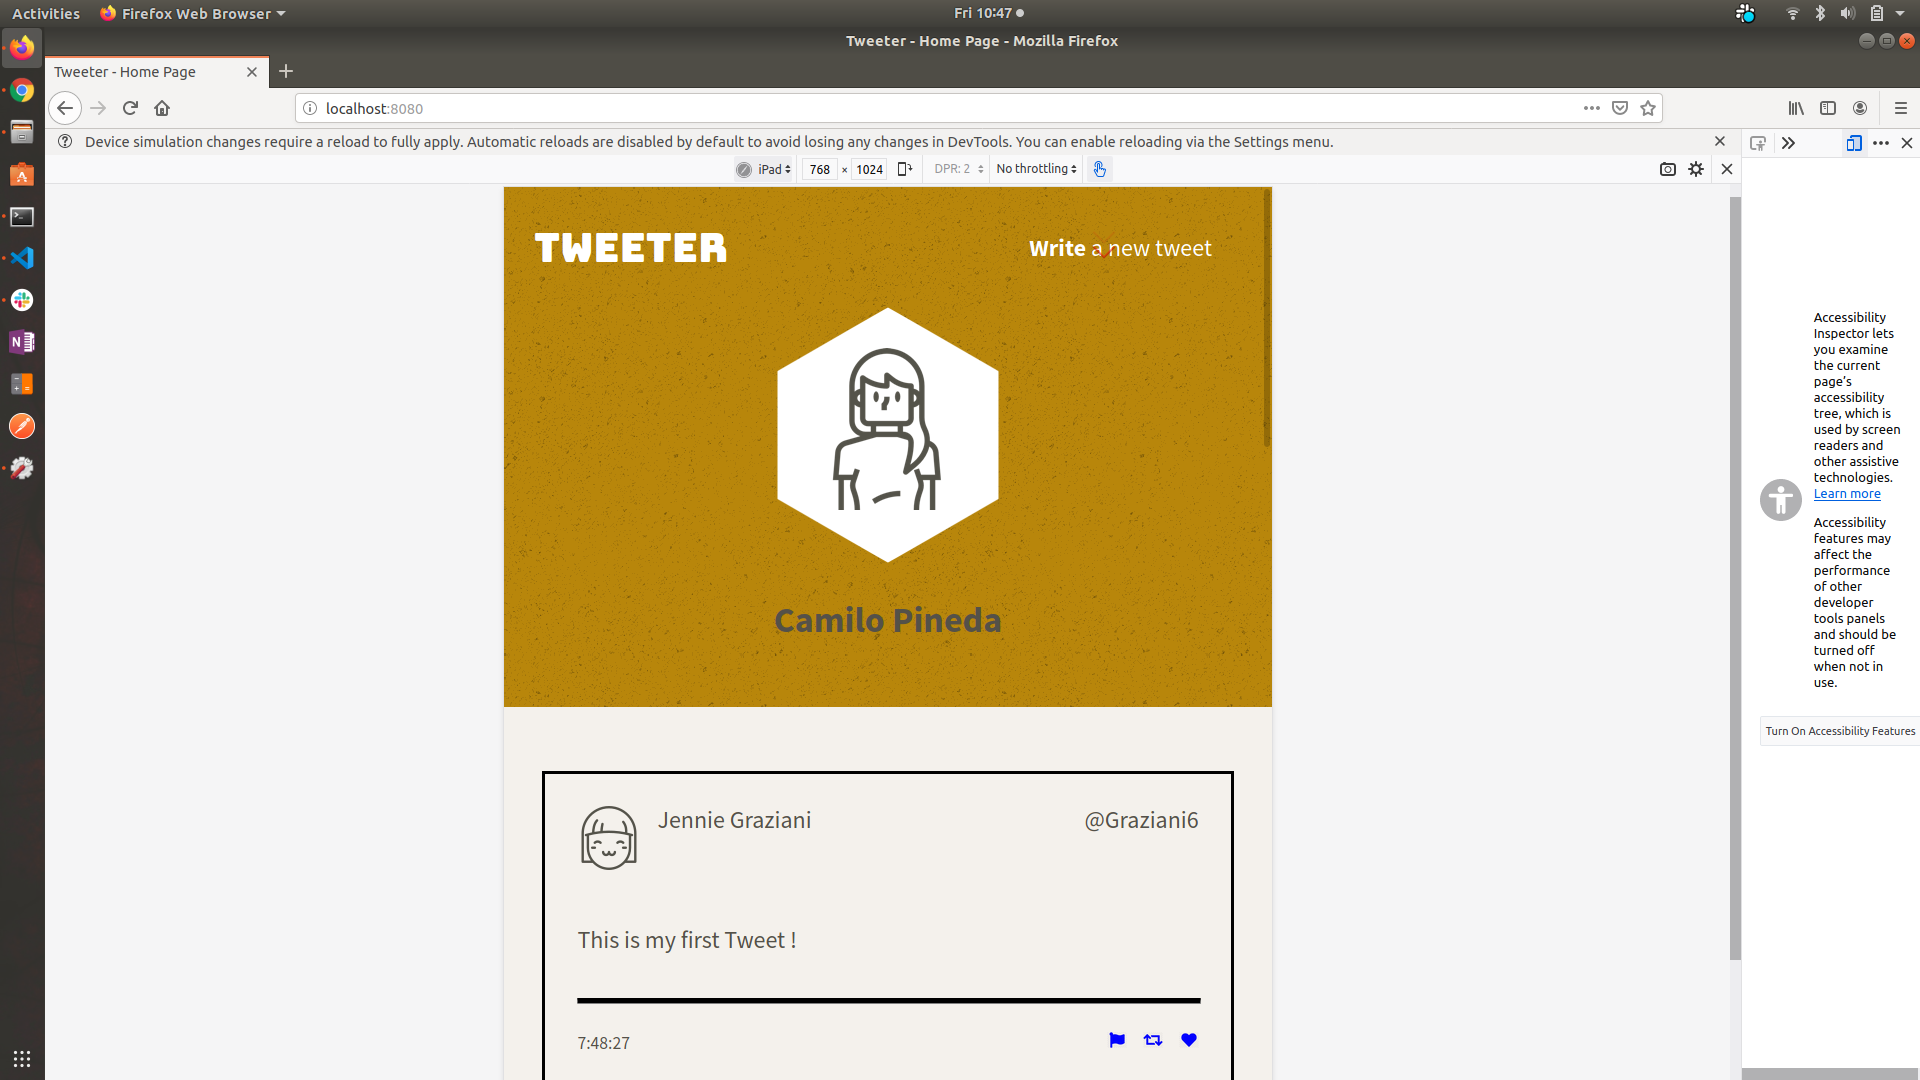 Activities
Firefox Web Browser
Fri 10:47
Tweeter - Home Page - Mozilla Firefox
Tweeter - Home Page
localhost:8080
Device simulation changes require a reload to fully apply. Automatic reloads are disabled by default to avoid losing any changes in DevTools. You can enable reloading via the Settings menu.
iPad
768 × 1024
DPR: 2
No throttling
TWEETER
Write a new tweet
Camilo Pineda
Jennie Graziani
@Graziani6
This is my first Tweet !
7:48:27
Accessibility
Inspector lets
you examine
the current
page's
accessibility
tree, which is
used by screen
readers and
other assistive
technologies.
Learn more
Accessibility
features may
affect the
performance
of other
developer
tools panels
and should be
turned off
when not in
use.
Turn On Accessibility Features